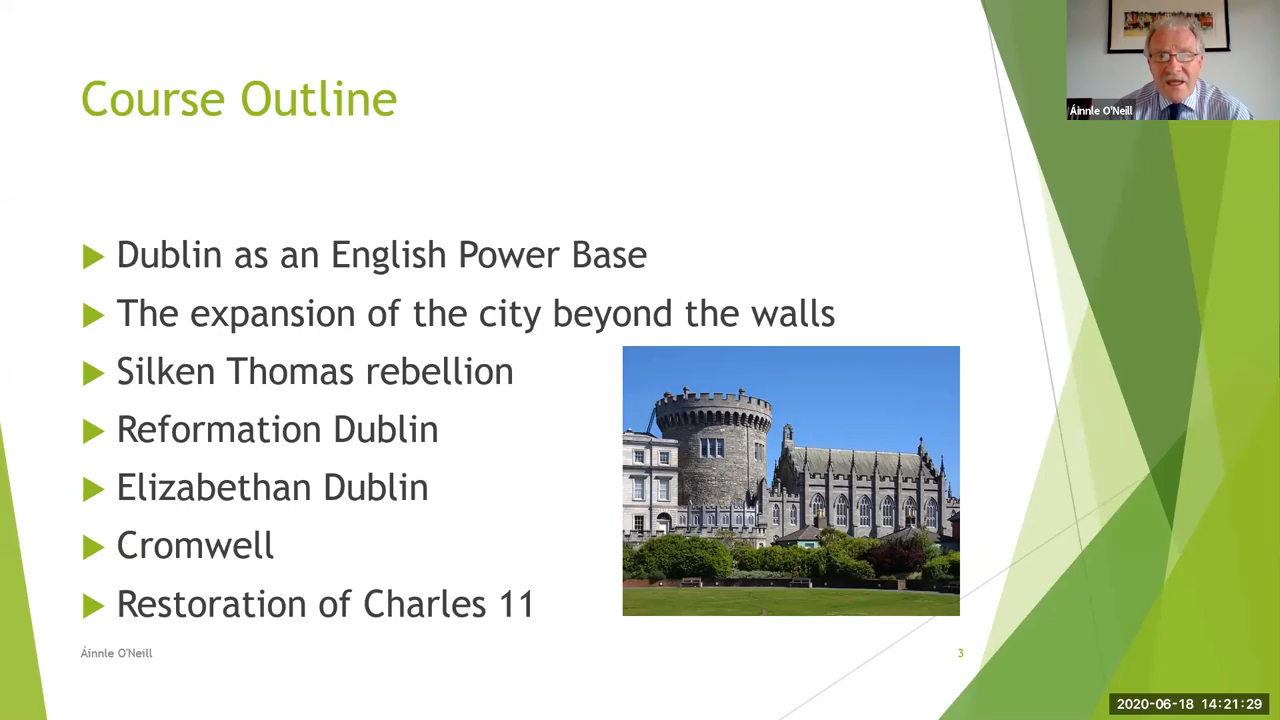 Course Outline
Áinnle O'Neill
Dublin as an English Power Base
The expansion of the city beyond the walls
Silken Thomas rebellion
Reformation Dublin
Elizabethan Dublin
Cromwell
Restoration of Charles 11
Áinnle O'Neill
3
2020-06-18 14:21:29